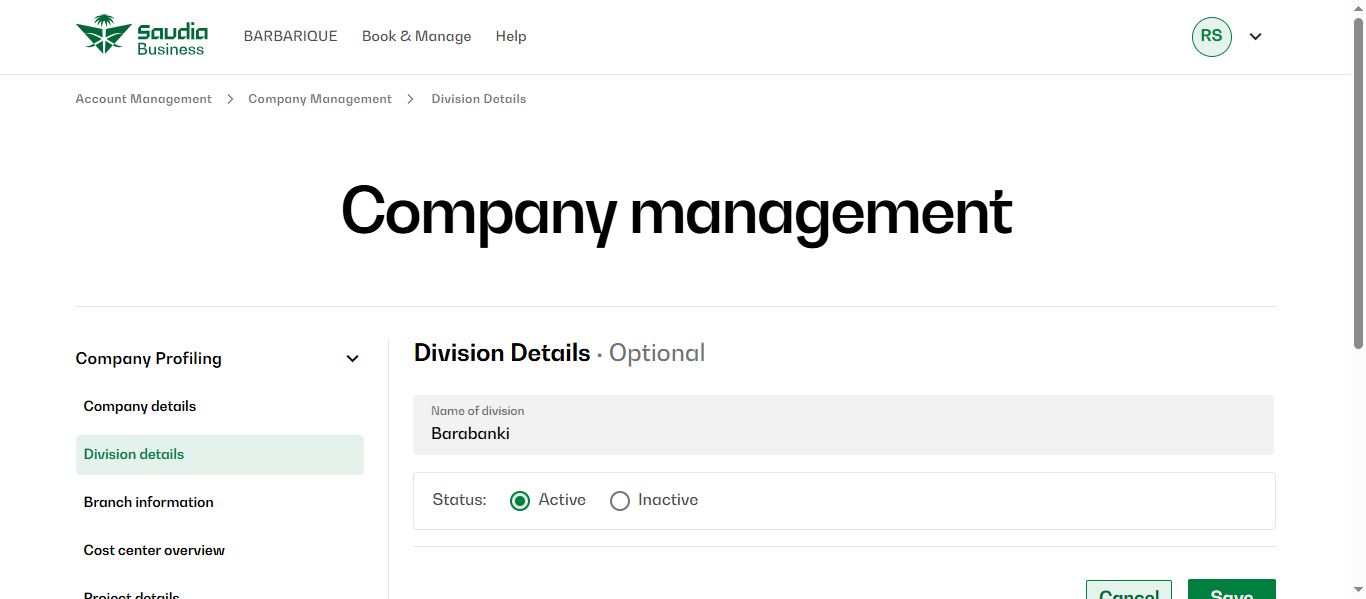 Saudia
Business
BARBARIQUE
Book & Manage
Help
RS
Account Management > Company Management > Division Details
Company management
Company Profiling
Company details
Division details
Branch information
Cost center overview
Project details
Division Details · Optional
Name of division
Barabanki
Status: Active Inactive
Cancel
Save